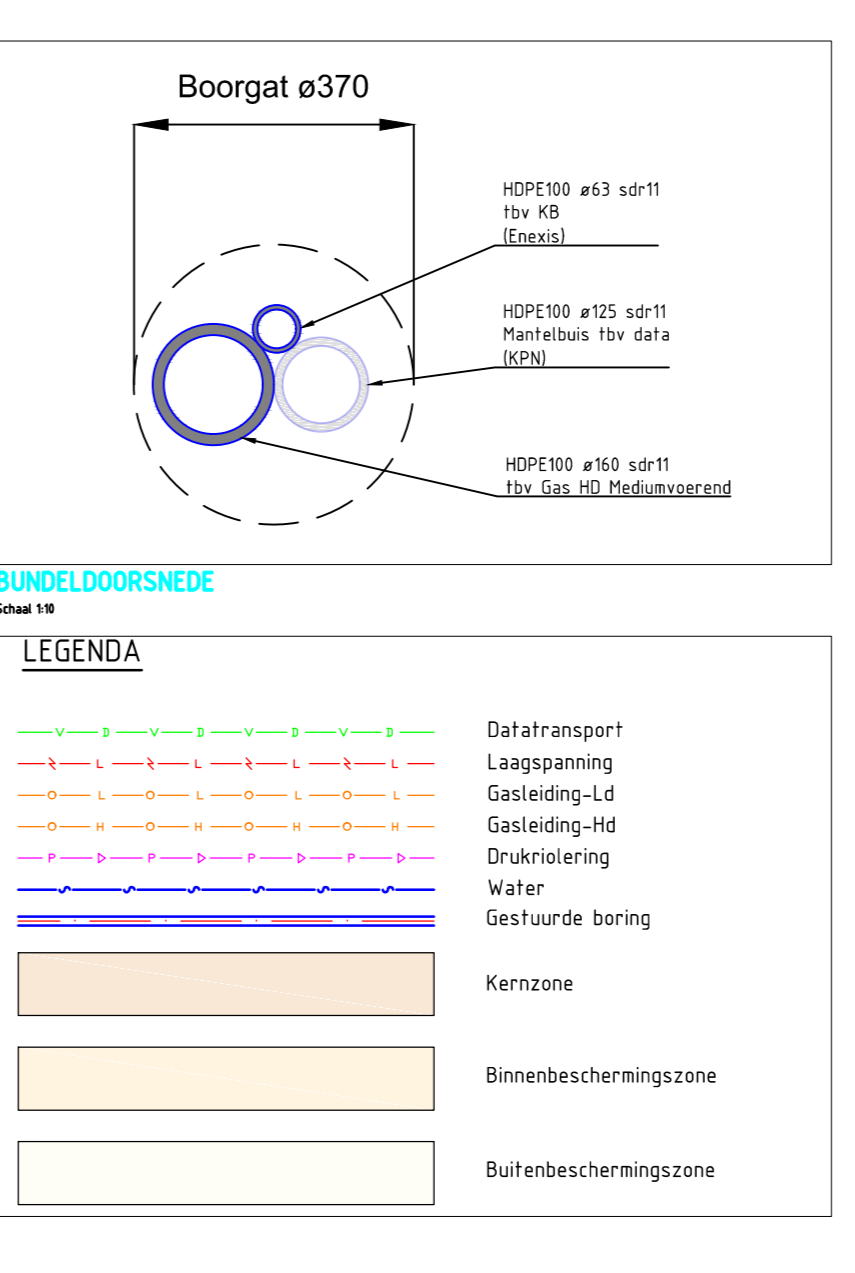 Boorgat ø370
HDPE100 ø63 sdr11
tbv KB
(Enexis)
HDPE100 ø125 sdr11
Mantelbuis tbv data
(KPN)
HDPE100 ø160 sdr11
tbv Gas HD Mediumvoerend
BUNDELDOORSNEDE
Schaal 1:10
LEGENDA
V D V D V D V D Datatransport
L L L L Laagspanning
O L O L O L O L Gasleiding-Ld
O H O H O H O H Gasleiding-Hd
P P P P Drukriolering
Water
Gestuurde boring
Kernzone
Binnenbeschermingszone
Buitenbeschermingszone